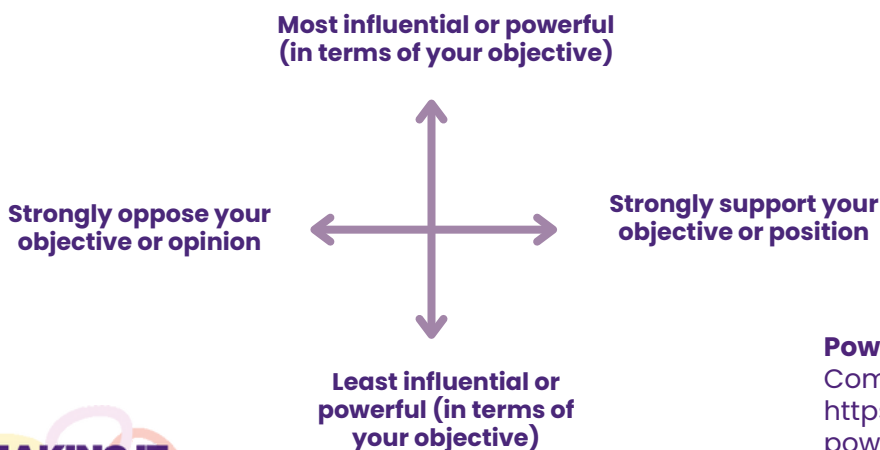 Most influential or powerful
(in terms of your objective)
Strongly oppose your
objective or opinion
Strongly support your
objective or position
Least influential or
powerful (in terms of
your objective)